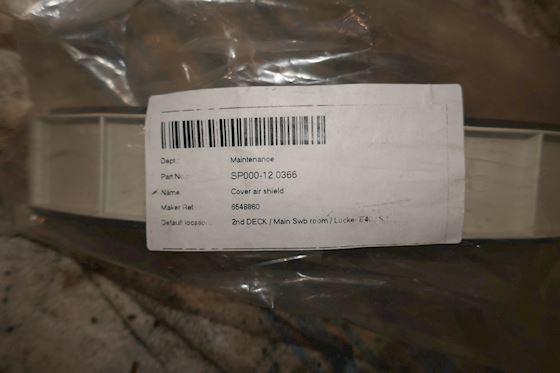 Dept.: Maintenance
Part No.: SP000-12.0366
Name: Cover air shield
Maker Ref: 6548860
Default location: 2nd DECK / Main Swb room / Locker